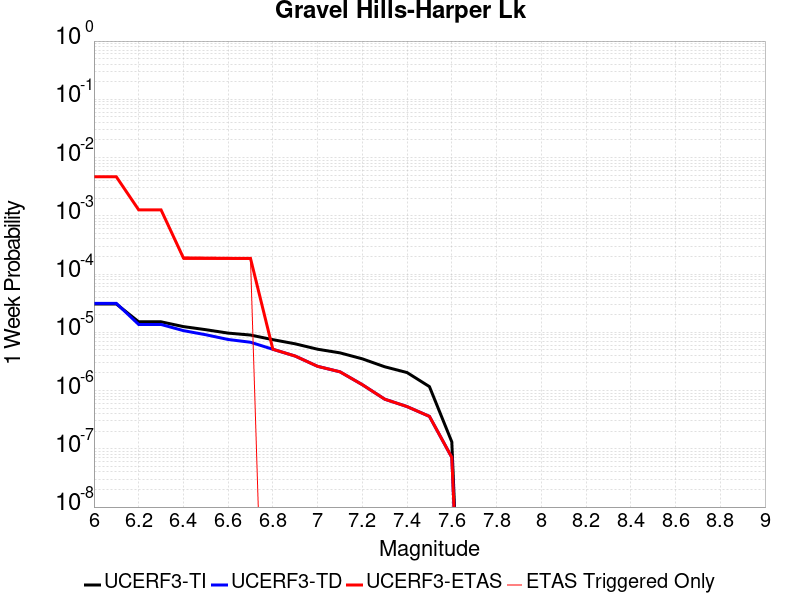 Gravel Hills-Harper Lk
10^0
10^-1
10^-2
10^-3
10^-4
10^-5
10^-6
10^-7
10^-8
1 Week Probability
6 6.2 6.4 6.6 6.8 7 7.2 7.4 7.6 7.8 8 8.2 8.4 8.6 8.8 9
Magnitude
UCERF3-TI UCERF3-TD UCERF3-ETAS ETAS Triggered Only